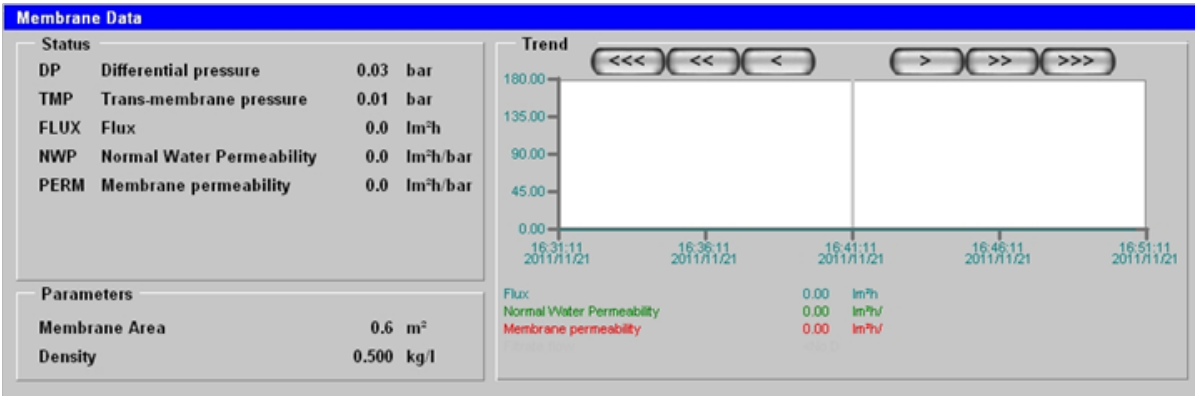 Membrane Data
Status
DP Differential pressure 0.03 bar
TMP Trans-membrane pressure 0.01 bar
FLUX Flux 0.0 lm²h
NWP Normal Water Permeability 0.0 lm²h/bar
PERM Membrane permeability 0.0 lm²h/bar
Parameters
Membrane Area 0.6 m²
Density 0.500 kg/l
Trend
<<< << < > >> >>>
180.00
135.00
90.00
45.00
0.00
16:31:11 16:36:11 16:41:11 16:46:11 16:51:11
2011/11/21 2011/11/21 2011/11/21 2011/11/21 2011/11/21
Flux 0.00 lm²h
Normal Water Permeability 0.00 lm²h/
Membrane permeability 0.00 lm²h/